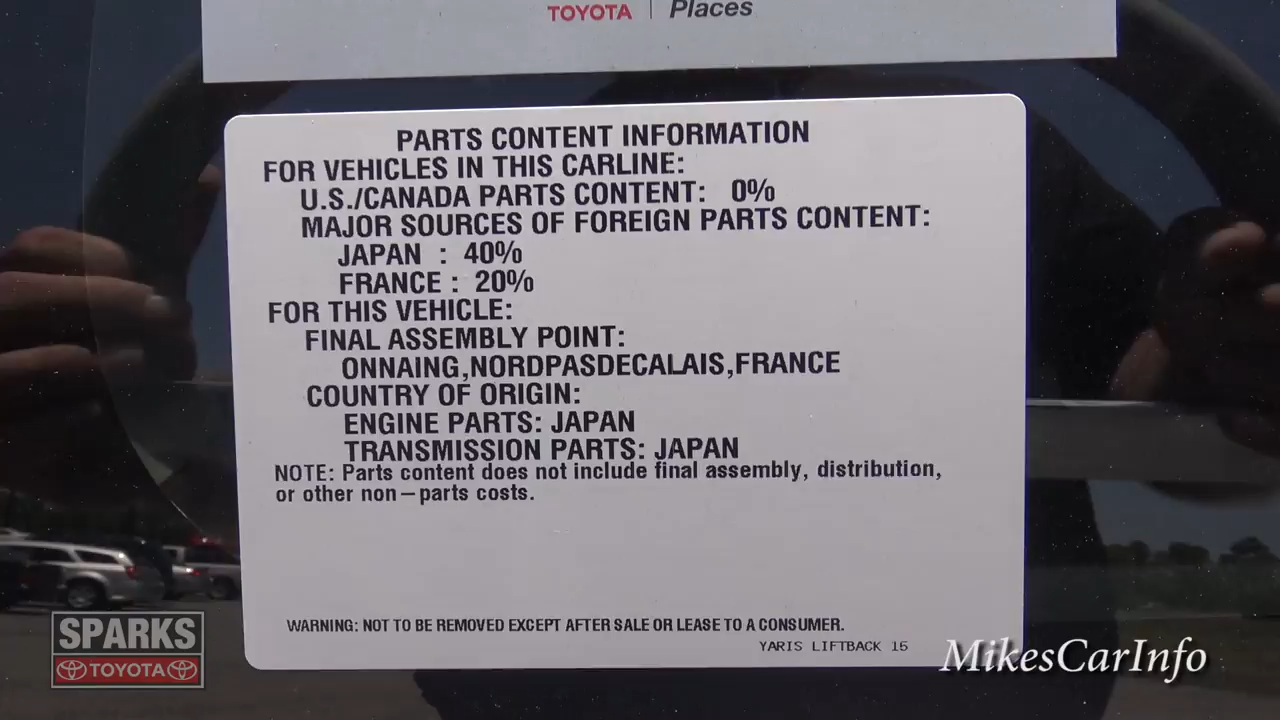 TOYOTA | Places
PARTS CONTENT INFORMATION
FOR VEHICLES IN THIS CARLINE:
U.S./CANADA PARTS CONTENT: 0%
MAJOR SOURCES OF FOREIGN PARTS CONTENT:
JAPAN : 40%
FRANCE : 20%
FOR THIS VEHICLE:
FINAL ASSEMBLY POINT:
ONNAING,NORDPASDECALAIS,FRANCE
COUNTRY OF ORIGIN:
ENGINE PARTS: JAPAN
TRANSMISSION PARTS: JAPAN
NOTE: Parts content does not include final assembly, distribution,
or other non-parts costs.
WARNING: NOT TO BE REMOVED EXCEPT AFTER SALE OR LEASE TO A CONSUMER.
YARIS LIFTBACK 15
SPARKS
TOYOTA
MikesCarInfo